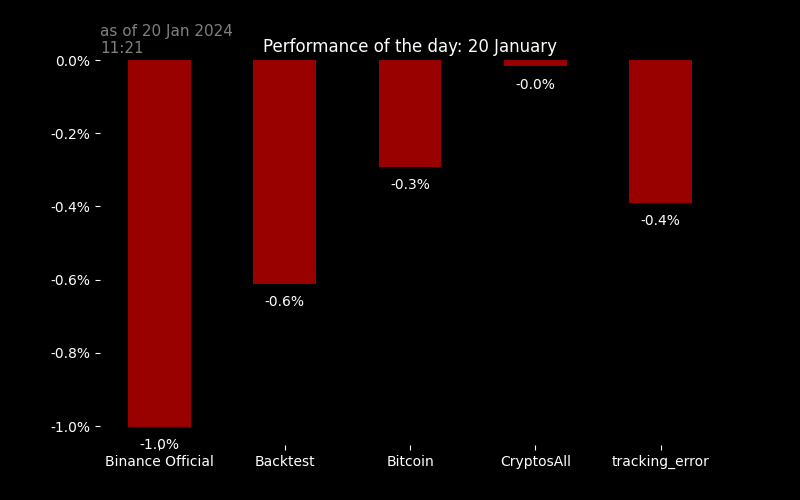 as of 20 Jan 2024
11:21
Performance of the day: 20 January
0.0%
-0.2%
-0.4%
-0.6%
-0.8%
-1.0%
-1.0%
-0.6%
-0.3%
-0.0%
-0.4%
Binance Official
Backtest
Bitcoin
CryptosAll
tracking_error